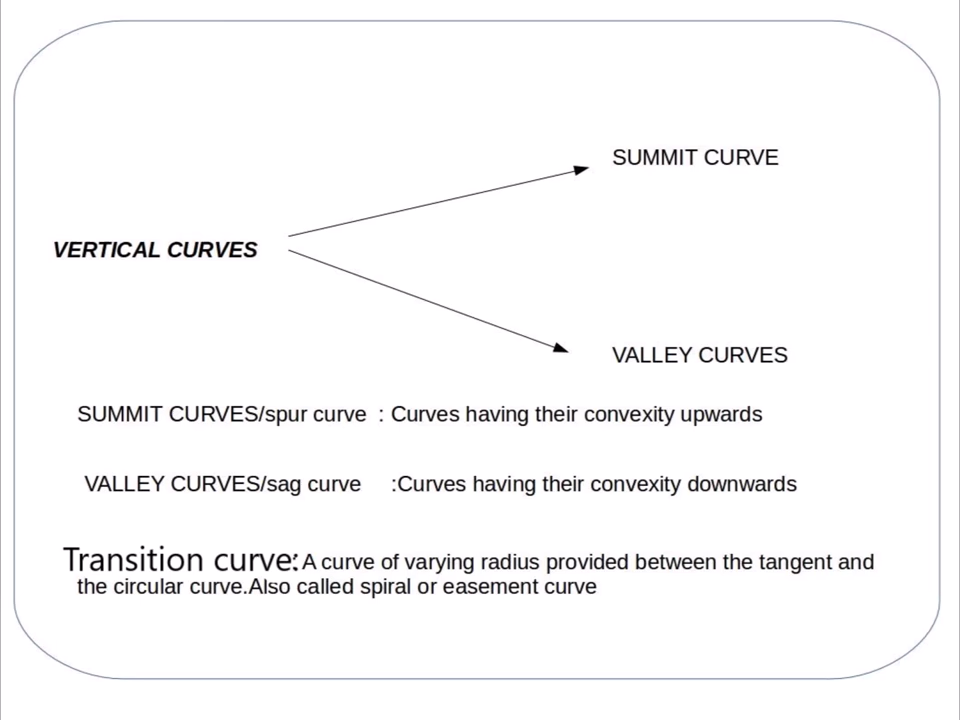 SUMMIT CURVE
VERTICAL CURVES
VALLEY CURVES
SUMMIT CURVES/spur curve : Curves having their convexity upwards
VALLEY CURVES/sag curve :Curves having their convexity downwards
Transition curve: A curve of varying radius provided between the tangent and
the circular curve.Also called spiral or easement curve